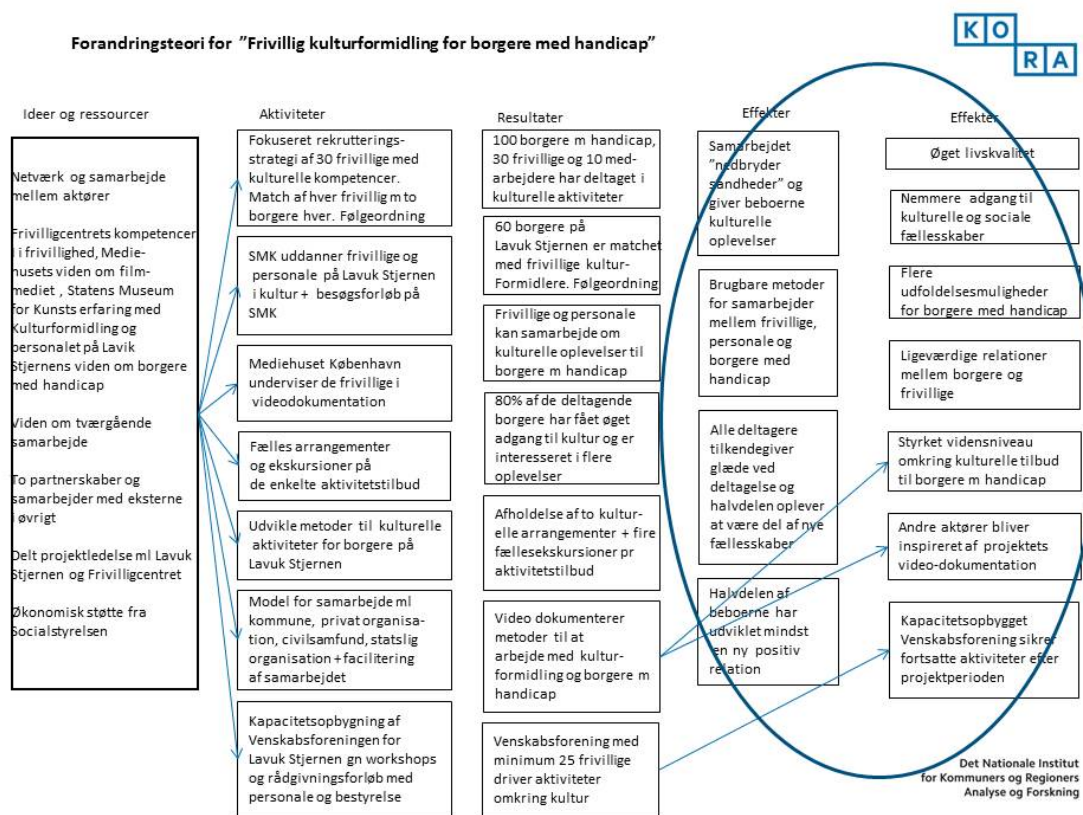 Forandringsteori for "Frivillig kulturformidling for borgere med handicap"
KO
RA
Ideer og ressourcer
Netværk og samarbejde
mellem aktører
Frivilligcentrets kompetencer
i i frivillighed, Medie-
husets viden om film-
mediet , Statens Museum
for Kunsts erfaring med
Kulturformidling og
personalet på Lavik
Stjernens viden om borgere
med handicap
Viden om tværgående
samarbejde
To partnerskaber og
samarbejder med eksterne
i øvrigt
Delt projektledelse ml Lavuk
Stjernen og Frivilligcentret
Økonomisk støtte fra
Socialstyrelsen
Aktiviteter
Fokuseret rekrutterings-
strategi af 30 frivillige med
kulturelle kompetencer.
Match af hver frivillig m to
borgere hver. Følgeordning
SMK uddanner frivillige og
personale på Lavuk Stjernen
i kultur + besøgsforløb på
SMK
Mediehuset København
underviser de frivillige i
videodokumentation
Fælles arrangementer
og ekskursioner på
de enkelte aktivitetstilbud
Udvikle metoder til kulturelle
aktiviteter for borgere på
Lavuk Stjernen
Model for samarbejde ml
kommune, privat organisa-
tion, civilsamfund, statslig
organisation + facilitering
af samarbejdet
Kapacitetsopbygning af
Venskabsforeningen for
Lavuk Stjernen gn workshops
og rådgivningsforløb med
personale og bestyrelse
Resultater
100 borgere m handicap,
30 frivillige og 10 med-
arbejdere har deltaget i
kulturelle aktiviteter
60 borgere på
Lavuk Stjernen er matchet
med frivillige kultur-
Formidlere. Følgeordning
Frivillige og personale
kan samarbejde om
kulturelle oplevelser til
borgere m handicap
80% af de deltagende
borgere har fået øget
adgang til kultur og er
interesseret i flere
oplevelser
Afholdelse af to kultur-
elle arrangementer + fire
fællesekskursioner pr
aktivitetstilbud
Video dokumenterer
metoder til at
arbejde med kultur-
formidling og borgere m
handicap
Venskabsforening med
minimum 25 frivillige
driver aktiviteter
omkring kultur
Effekter
Samarbejdet
"nedbryder
sandheder" og
giver beboerne
kulturelle
oplevelser
Brugbare metoder
for samarbejder
mellem frivillige,
personale og
borgere med
handicap
Alle deltagere
tilkendegiver
glæde ved
deltagelse og
halvdelen oplever
at være del af nye
fællesskaber
Halvdelen af
beboerne har
udviklet mindst
en ny positiv
relation
Effekter
Øget livskvalitet
Nemmere adgang til
kulturelle og sociale
fællesskaber
Flere
udfoldelsesmuligheder
for borgere med handicap
Ligeværdige relationer
mellem borgere og
frivillige
Styrket vidensniveau
omkring kulturelle tilbud
til borgere m handicap
Andre aktører bliver
inspireret af projektets
video-dokumentation
Kapacitetsopbygget
Venskabsforening sikrer
fortsatte aktiviteter efter
projektperioden
Det Nationale Institut
for Kommuners og Regioners
Analyse og Forskning